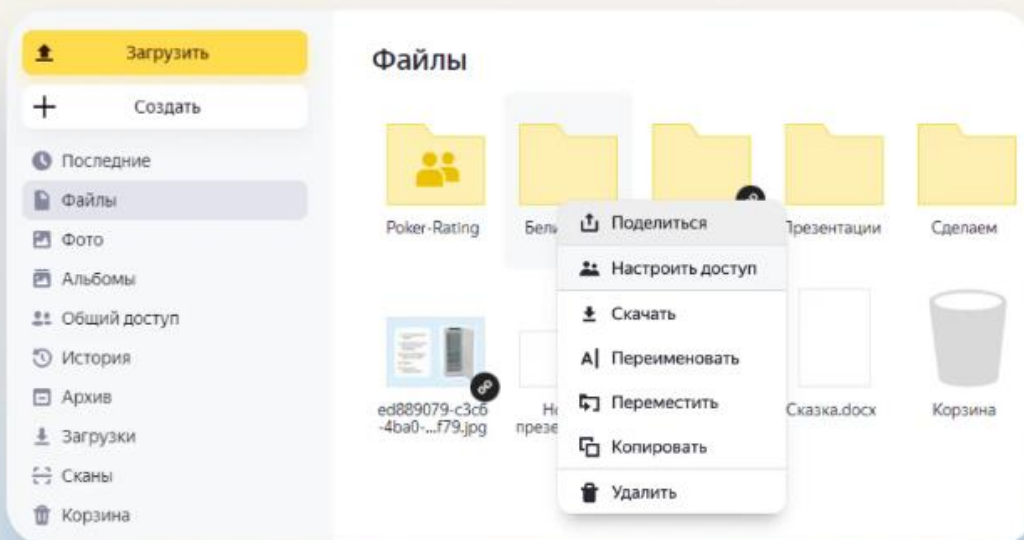 Загрузить
Создать
Последние
Файлы
Фото
Альбомы
Общий доступ
История
Архив
Загрузки
Сканы
Корзина
Файлы
Poker-Rating
Презентации
Сделаем
Поделиться
Настроить доступ
Скачать
Переименовать
Переместить
Копировать
Удалить
ed889079-c3c6
-4ba0-...f79.jpg
Сказка.docx
Корзина